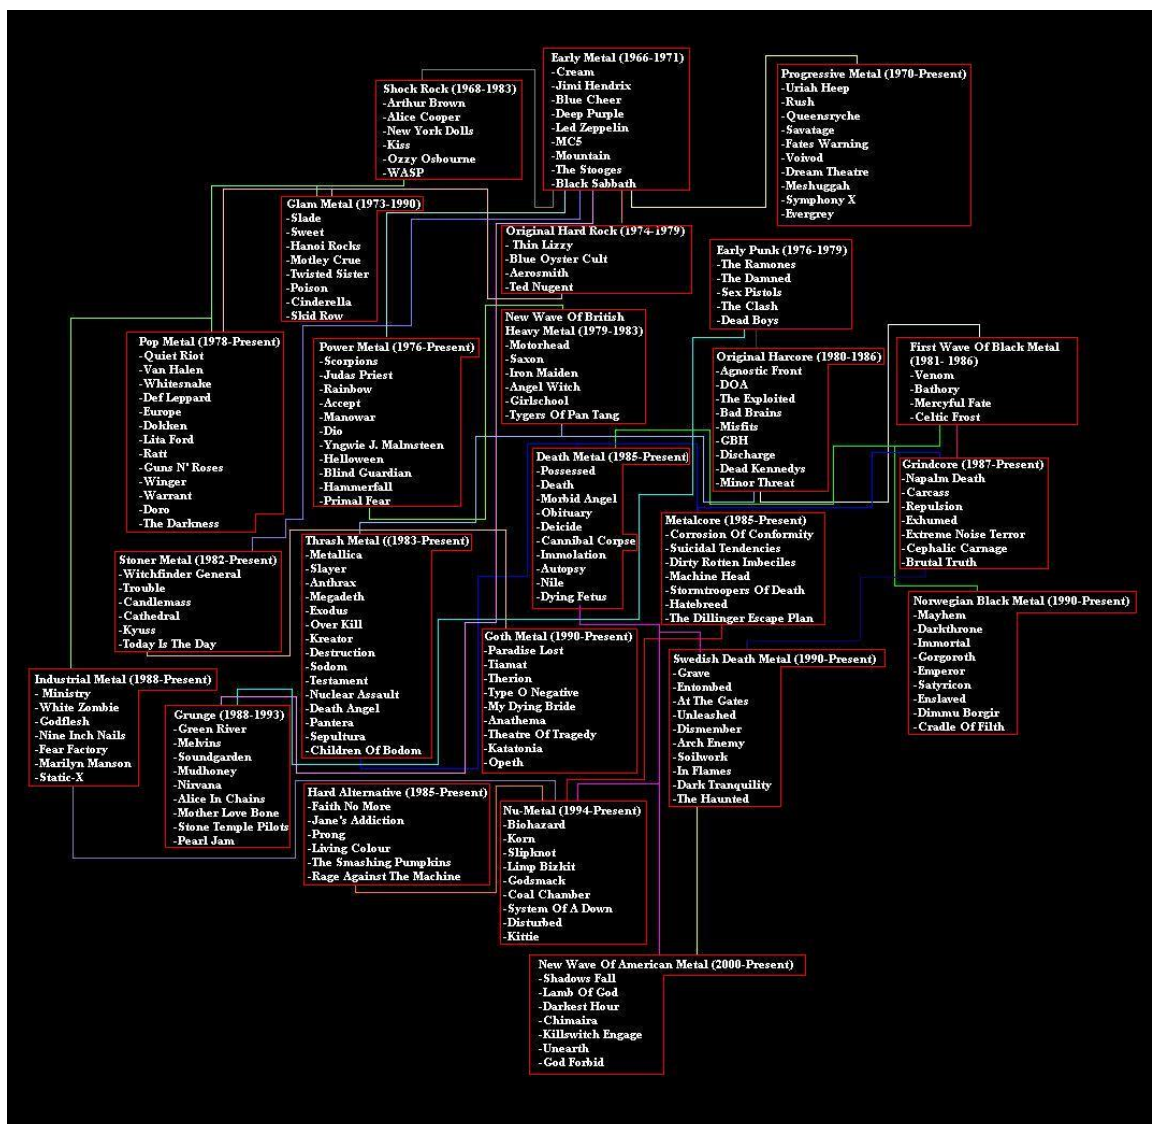 Early Metal (1966-1971)
-Cream
-Jimi Hendrix
-Blue Cheer
-Deep Purple
-Led Zeppelin
-MC5
-Mountain
-The Stooges
-Black Sabbath
Progressive Metal (1970-Present)
-Uriah Heep
-Rush
-Queensryche
-Savatage
-Fates Warning
-Voivod
-Dream Theatre
-Meshuggah
-Symphony X
-Evergrey
Shock Rock (1968-1983)
-Arthur Brown
-Alice Cooper
-New York Dolls
-Kiss
-Ozzy Osbourne
-WASP
Glam Metal (1973-1990)
-Slade
-Sweet
-Hanoi Rocks
-Motley Crue
-Twisted Sister
-Poison
-Cinderella
-Skid Row
Original Hard Rock (1974-1979)
- Thin Lizzy
-Blue Oyster Cult
-Aerosmith
-Ted Nugent
Early Punk (1976-1979)
-The Ramones
-The Damned
-Sex Pistols
-The Clash
-Dead Boys
Pop Metal (1978-Present)
-Quiet Riot
-Van Halen
-Whitesnake
-Def Leppard
-Europe
-Dokken
-Lita Ford
-Ratt
-Guns N' Roses
-Winger
-Warrant
-Doro
-The Darkness
Power Metal (1976-Present)
-Scorpions
-Judas Priest
-Rainbow
-Accept
-Manowar
-Dio
-Yngwie J. Malmsteen
-Helloween
-Blind Guardian
-Hammerfall
-Primal Fear
New Wave Of British
Heavy Metal (1979-1983)
-Motorhead
-Saxon
-Iron Maiden
-Angel Witch
-Girlschool
-Tygers Of Pan Tang
Original Harcore (1980-1986)
-Agnostic Front
-DOA
-The Exploited
-Bad Brains
-Misfits
-GBH
-Discharge
-Dead Kennedys
-Minor Threat
First Wave Of Black Metal
(1981- 1986)
-Venom
-Bathory
-Mercyful Fate
-Celtic Frost
Death Metal (1985-Present)
-Possessed
-Death
-Morbid Angel
-Obituary
-Deicide
-Cannibal Corpse
-Immolation
-Autopsy
-Nile
-Dying Fetus
Grindcore (1987-Present)
-Napalm Death
-Carcass
-Repulsion
-Exhumed
-Extreme Noise Terror
-Cephalic Carnage
-Brutal Truth
Metalcore (1985-Present)
-Corrosion Of Conformity
-Suicidal Tendencies
-Dirty Rotten Imbeciles
-Machine Head
-Stormtroopers Of Death
-Hatebreed
-The Dillinger Escape Plan
Thrash Metal ((1983-Present)
-Metallica
-Slayer
-Anthrax
-Megadeth
-Exodus
-Over Kill
-Kreator
-Destruction
-Sodom
-Testament
-Nuclear Assault
-Death Angel
-Pantera
-Sepultura
-Children Of Bodom
Stoner Metal (1982-Present)
-Witchfinder General
-Trouble
-Candlemass
-Cathedral
-Kyuss
-Today Is The Day
Norwegian Black Metal (1990-Present)
-Mayhem
-Darkthrone
-Immortal
-Gorgoroth
-Emperor
-Satyricon
-Enslaved
-Dimmu Borgir
-Cradle Of Filth
Goth Metal (1990-Present)
-Paradise Lost
-Tiamat
-Therion
-Type O Negative
-My Dying Bride
-Anathema
-Theatre Of Tragedy
-Katatonia
-Opeth
Swedish Death Metal (1990-Present)
-Grave
-Entombed
-At The Gates
-Unleashed
-Dismember
-Arch Enemy
-Soilwork
-In Flames
-Dark Tranquility
-The Haunted
Industrial Metal (1988-Present)
- Ministry
-White Zombie
-Godflesh
-Nine Inch Nails
-Fear Factory
-Marilyn Manson
-Static-X
Grunge (1988-1993)
-Green River
-Melvins
-Soundgarden
-Mudhoney
-Nirvana
-Alice In Chains
-Mother Love Bone
-Stone Temple Pilots
-Pearl Jam
Hard Alternative (1985-Present)
-Faith No More
-Jane's Addiction
-Prong
-Living Colour
-The Smashing Pumpkins
-Rage Against The Machine
Nu-Metal (1994-Present)
-Biohazard
-Korn
-Slipknot
-Limp Bizkit
-Godsmack
-Coal Chamber
-System Of A Down
-Disturbed
-Kittie
New Wave Of American Metal (2000-Present)
-Shadows Fall
-Lamb Of God
-Darkest Hour
-Chimaira
-Killswitch Engage
-Unearth
-God Forbid